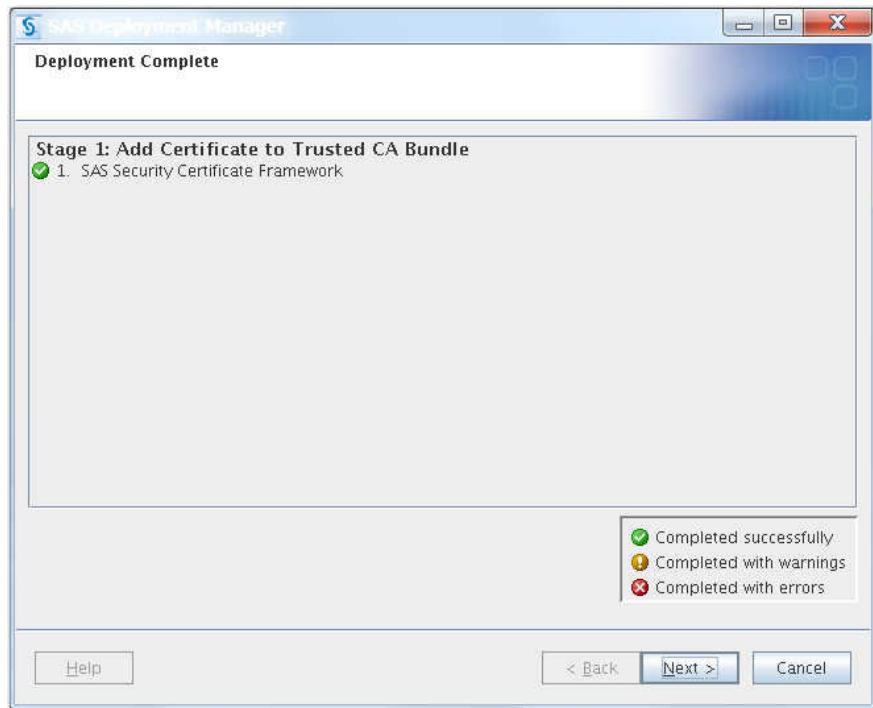 SAS Deployment Manager
Deployment Complete
Stage 1: Add Certificate to Trusted CA Bundle
1. SAS Security Certificate Framework
Completed successfully
Completed with warnings
Completed with errors
Help
< Back
Next >
Cancel